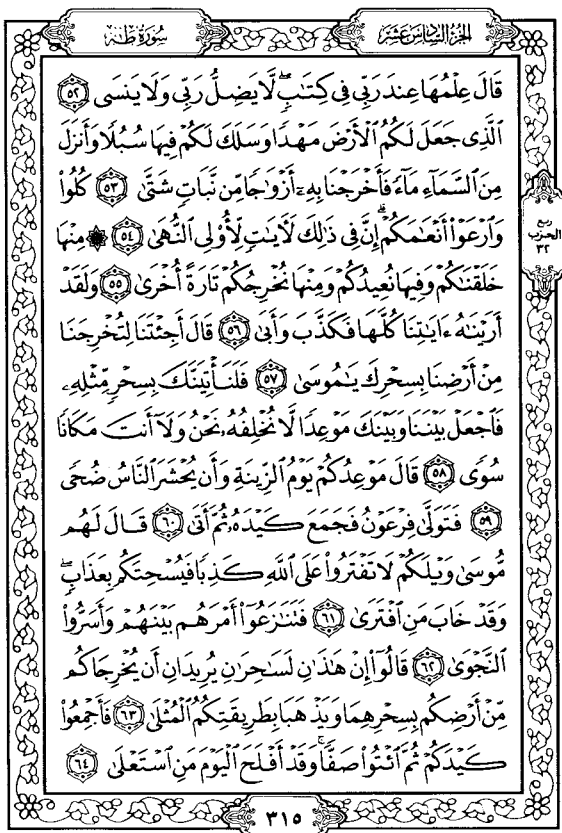 سُورَةُ طه
الجزء السادس عشر
قَالَ عِلْمُهَا عِندَ رَبِّى فِى كِتَٰبٍ ۖ لَّا يَضِلُّ رَبِّى وَلَا يَنسَى ٥٢
ٱلَّذِى جَعَلَ لَكُمُ ٱلْأَرْضَ مَهْدًا وَسَلَكَ لَكُمْ فِيهَا سُبُلًا وَأَنزَلَ
مِنَ ٱلسَّمَآءِ مَآءً فَأَخْرَجْنَا بِهِۦٓ أَزْوَٰجًا مِّن نَّبَاتٍ شَتَّىٰ ٥٣ كُلُوا۟
وَٱرْعَوْا۟ أَنْعَٰمَكُمْ ۗ إِنَّ فِى ذَٰلِكَ لَءَايَٰتٍ لِّأُو۟لِى ٱلنُّهَىٰ ٥٤ ۞ مِنْهَا
خَلَقْنَٰكُمْ وَفِيهَا نُعِيدُكُمْ وَمِنْهَا نُخْرِجُكُمْ تَارَةً أُخْرَىٰ ٥٥ وَلَقَدْ
أَرَيْنَٰهُ ءَايَٰتِنَا كُلَّهَا فَكَذَّبَ وَأَبَىٰ ٥٦ قَالَ أَجِئْتَنَا لِتُخْرِجَنَا
مِنْ أَرْضِنَا بِسِحْرِكَ يَٰمُوسَىٰ ٥٧ فَلَنَأْتِيَنَّكَ بِسِحْرٍ مِّثْلِهِۦ
فَٱجْعَلْ بَيْنَنَا وَبَيْنَكَ مَوْعِدًا لَّا نُخْلِفُهُۥ نَحْنُ وَلَآ أَنتَ مَكَانًا
سُوًى ٥٨ قَالَ مَوْعِدُكُمْ يَوْمُ ٱلزِّينَةِ وَأَن يُحْشَرَ ٱلنَّاسُ ضُحًى
٥٩ فَتَوَلَّىٰ فِرْعَوْنُ فَجَمَعَ كَيْدَهُۥ ثُمَّ أَتَىٰ ٦٠ قَالَ لَهُم
مُّوسَىٰ وَيْلَكُمْ لَا تَفْتَرُوا۟ عَلَى ٱللَّهِ كَذِبًا فَيُسْحِتَكُم بِعَذَابٍ ۖ
وَقَدْ خَابَ مَنِ ٱفْتَرَىٰ ٦١ فَتَنَٰزَعُوٓا۟ أَمْرَهُم بَيْنَهُمْ وَأَسَرُّوا۟
ٱلنَّجْوَىٰ ٦٢ قَالُوٓا۟ إِنْ هَٰذَٰنِ لَسَٰحِرَٰنِ يُرِيدَانِ أَن يُخْرِجَاكُم
مِّنْ أَرْضِكُم بِسِحْرِهِمَا وَيَذْهَبَا بِطَرِيقَتِكُمُ ٱلْمُثْلَىٰ ٦٣ فَأَجْمِعُوا۟
كَيْدَكُمْ ثُمَّ ٱئْتُوا۟ صَفًّا ۚ وَقَدْ أَفْلَحَ ٱلْيَوْمَ مَنِ ٱسْتَعْلَىٰ ٦٤
ربع
الحزب
٣٢
٣١٥